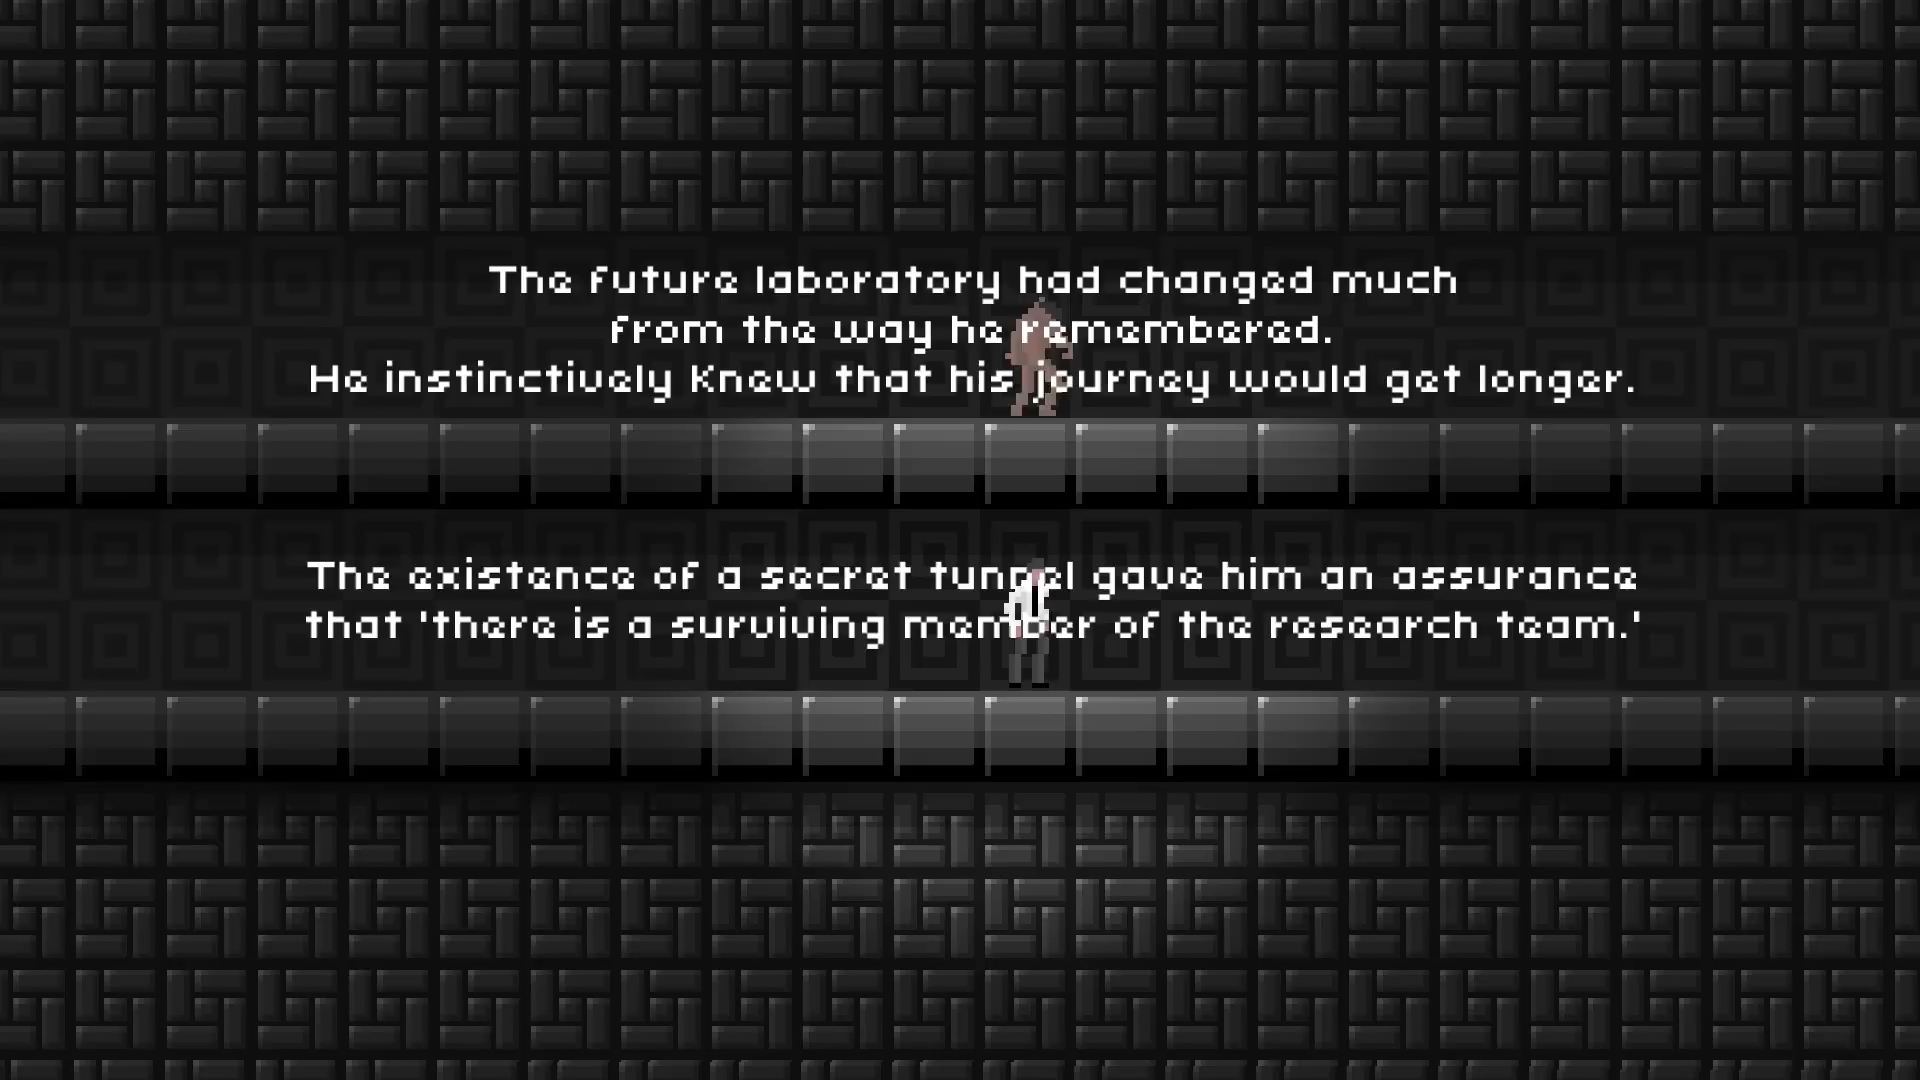 The future laboratory had changed much
from the way he remembered.
He instinctively knew that his journey would get longer.
The existence of a secret tunnel gave him an assurance
that 'there is a surviving member of the research team.'